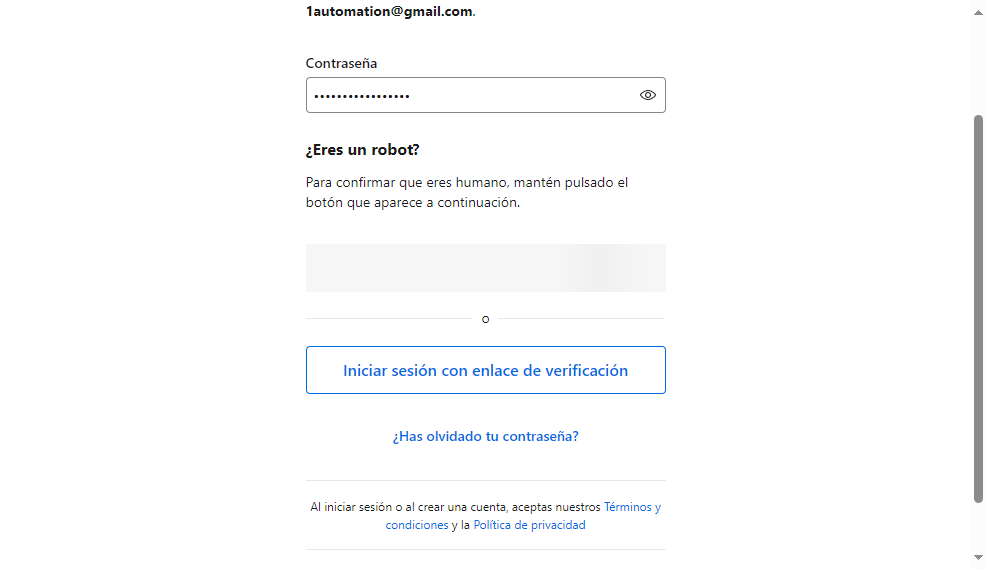 1automation@gmail.com.
Contraseña
•••••••••••••••••
¿Eres un robot?
Para confirmar que eres humano, mantén pulsado el
botón que aparece a continuación.
o
Iniciar sesión con enlace de verificación
¿Has olvidado tu contraseña?
Al iniciar sesión o al crear una cuenta, aceptas nuestros Términos y
condiciones y la Política de privacidad